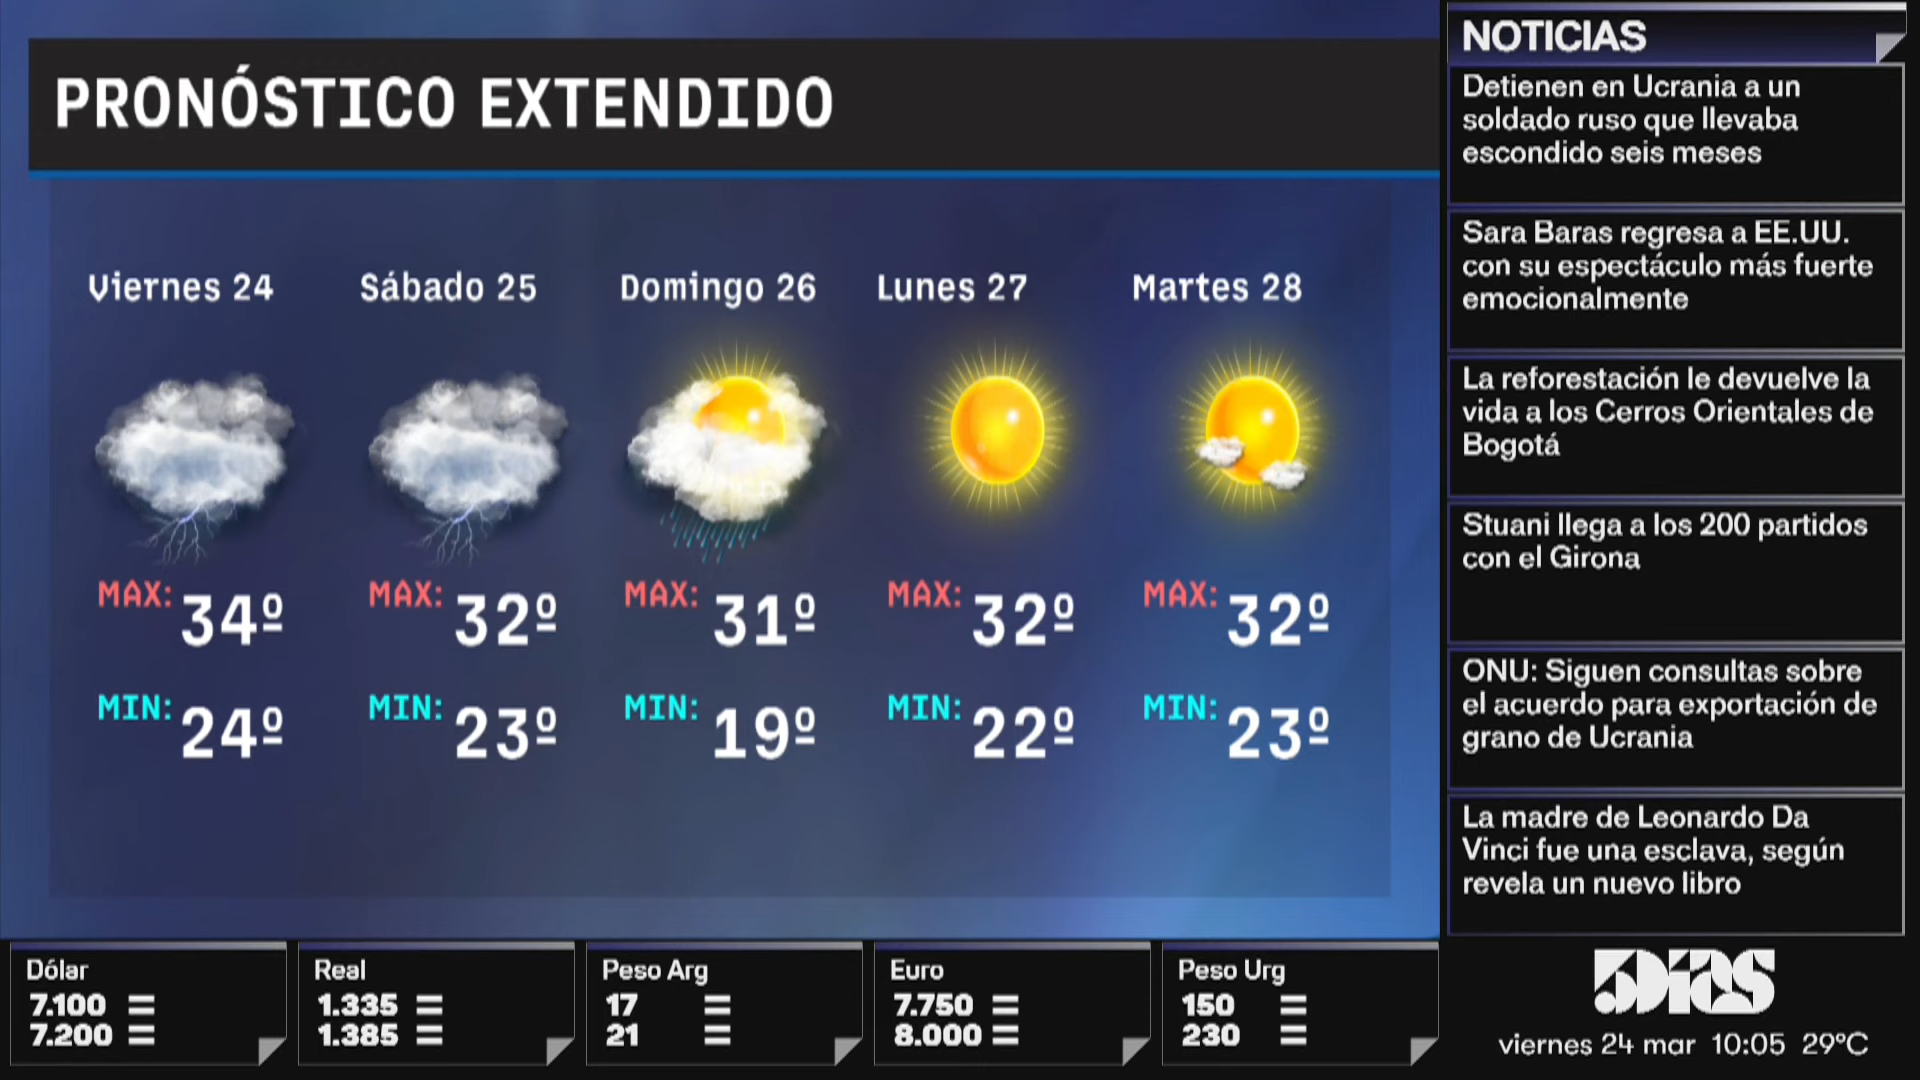 PRONÓSTICO EXTENDIDO
Viernes 24
Sábado 25
Domingo 26
Lunes 27
Martes 28
MAX: 34º
MAX: 32º
MAX: 31º
MAX: 32º
MAX: 32º
MIN: 24º
MIN: 23º
MIN: 19º
MIN: 22º
MIN: 23º
NOTICIAS
Detienen en Ucrania a un
soldado ruso que llevaba
escondido seis meses
Sara Baras regresa a EE.UU.
con su espectáculo más fuerte
emocionalmente
La reforestación le devuelve la
vida a los Cerros Orientales de
Bogotá
Stuani llega a los 200 partidos
con el Girona
ONU: Siguen consultas sobre
el acuerdo para exportación de
grano de Ucrania
La madre de Leonardo Da
Vinci fue una esclava, según
revela un nuevo libro
Dólar
7.100
7.200
Real
1.335
1.385
Peso Arg
17
21
Euro
7.750
8.000
Peso Urg
150
230
5Días
viernes 24 mar 10:05 29°C